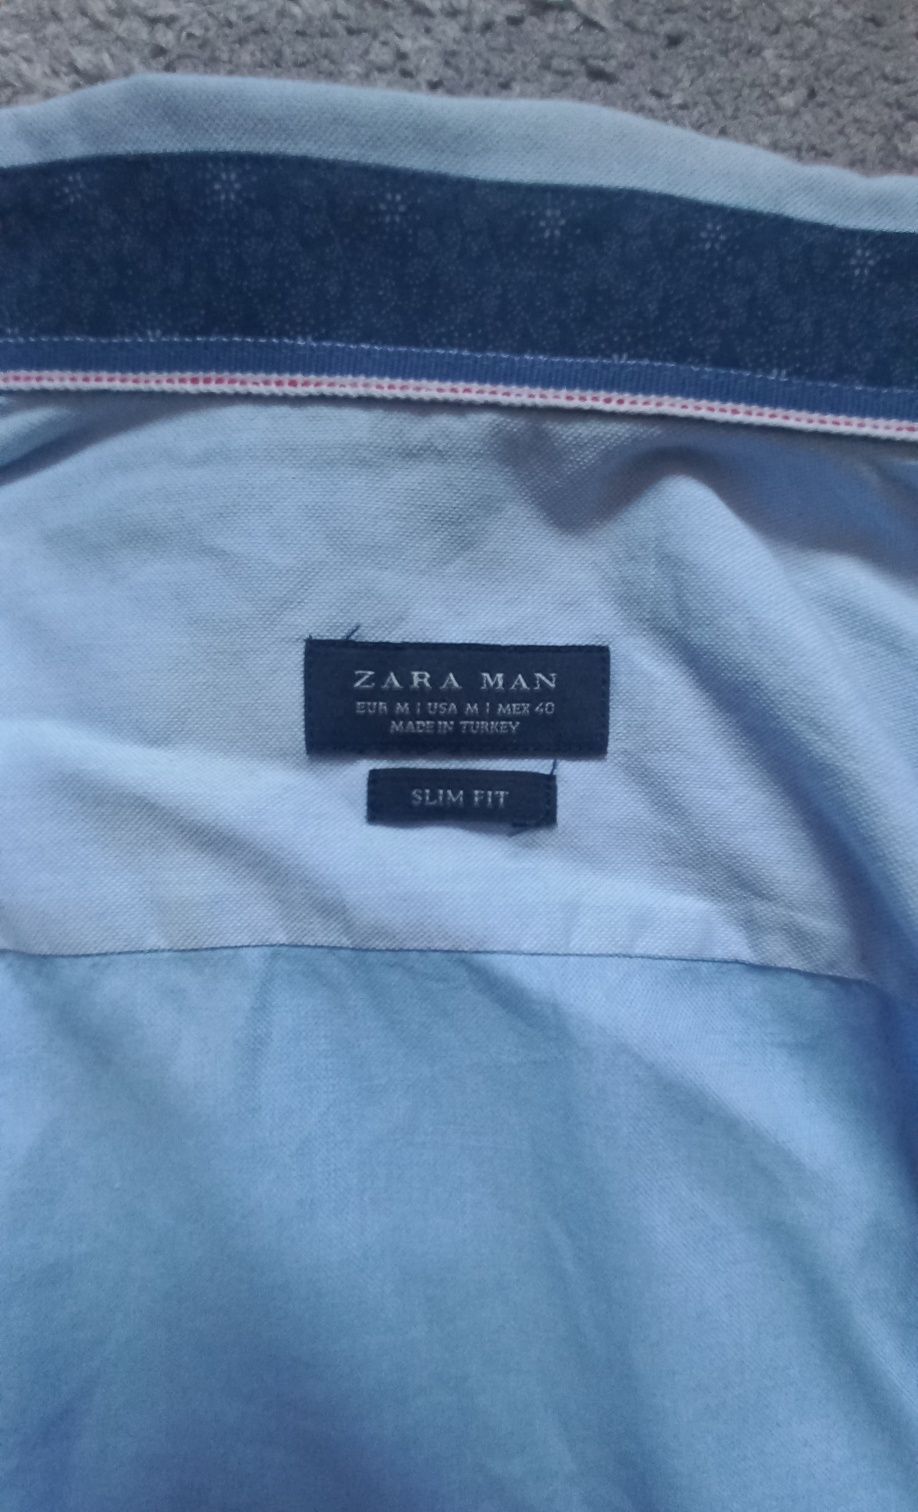 ZARA MAN
EUR M | USA M | MEX 40
MADE IN TURKEY
SLIM FIT